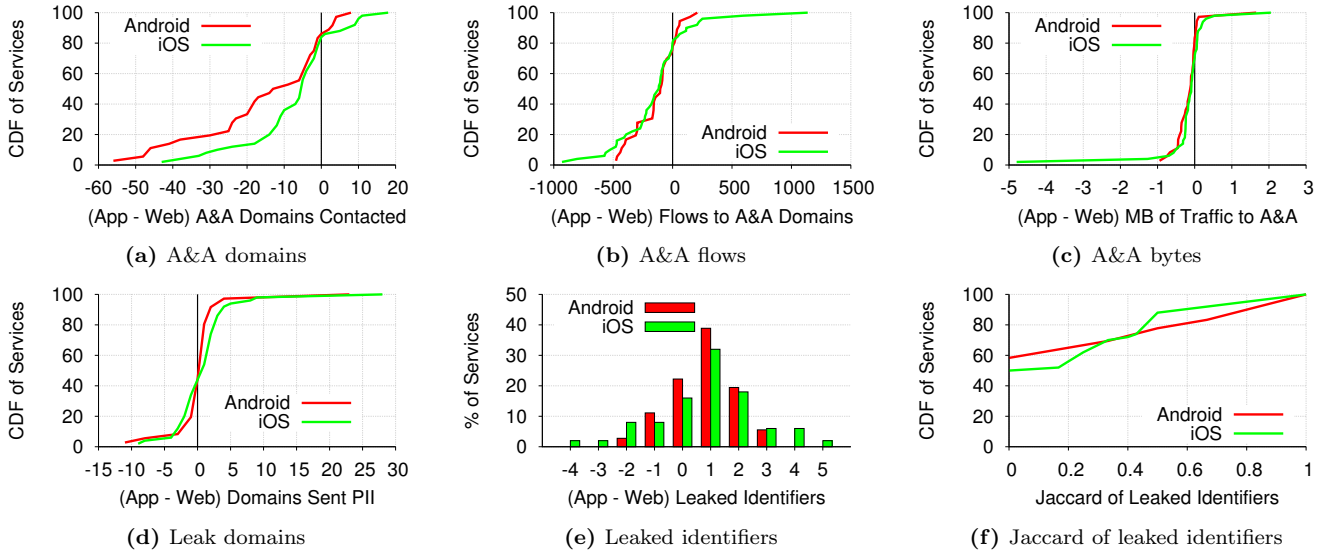 CDF of Services
100
80
60
40
20
0
Android
iOS
-60 -50 -40 -30 -20 -10 0 10 20
(App - Web) A&A Domains Contacted
(a) A&A domains
CDF of Services
100
80
60
40
20
0
Android
iOS
-1000 -500 0 500 1000 1500
(App - Web) Flows to A&A Domains
(b) A&A flows
CDF of Services
100
80
60
40
20
0
Android
iOS
-5 -4 -3 -2 -1 0 1 2 3
(App - Web) MB of Traffic to A&A
(c) A&A bytes
CDF of Services
100
80
60
40
20
0
Android
iOS
-15 -10 -5 0 5 10 15 20 25 30
(App - Web) Domains Sent PII
(d) Leak domains
% of Services
50
40
30
20
10
0
Android
iOS
-4 -3 -2 -1 0 1 2 3 4 5
(App - Web) Leaked Identifiers
(e) Leaked identifiers
CDF of Services
100
80
60
40
20
0
Android
iOS
0 0.2 0.4 0.6 0.8 1
Jaccard of Leaked Identifiers
(f) Jaccard of leaked identifiers